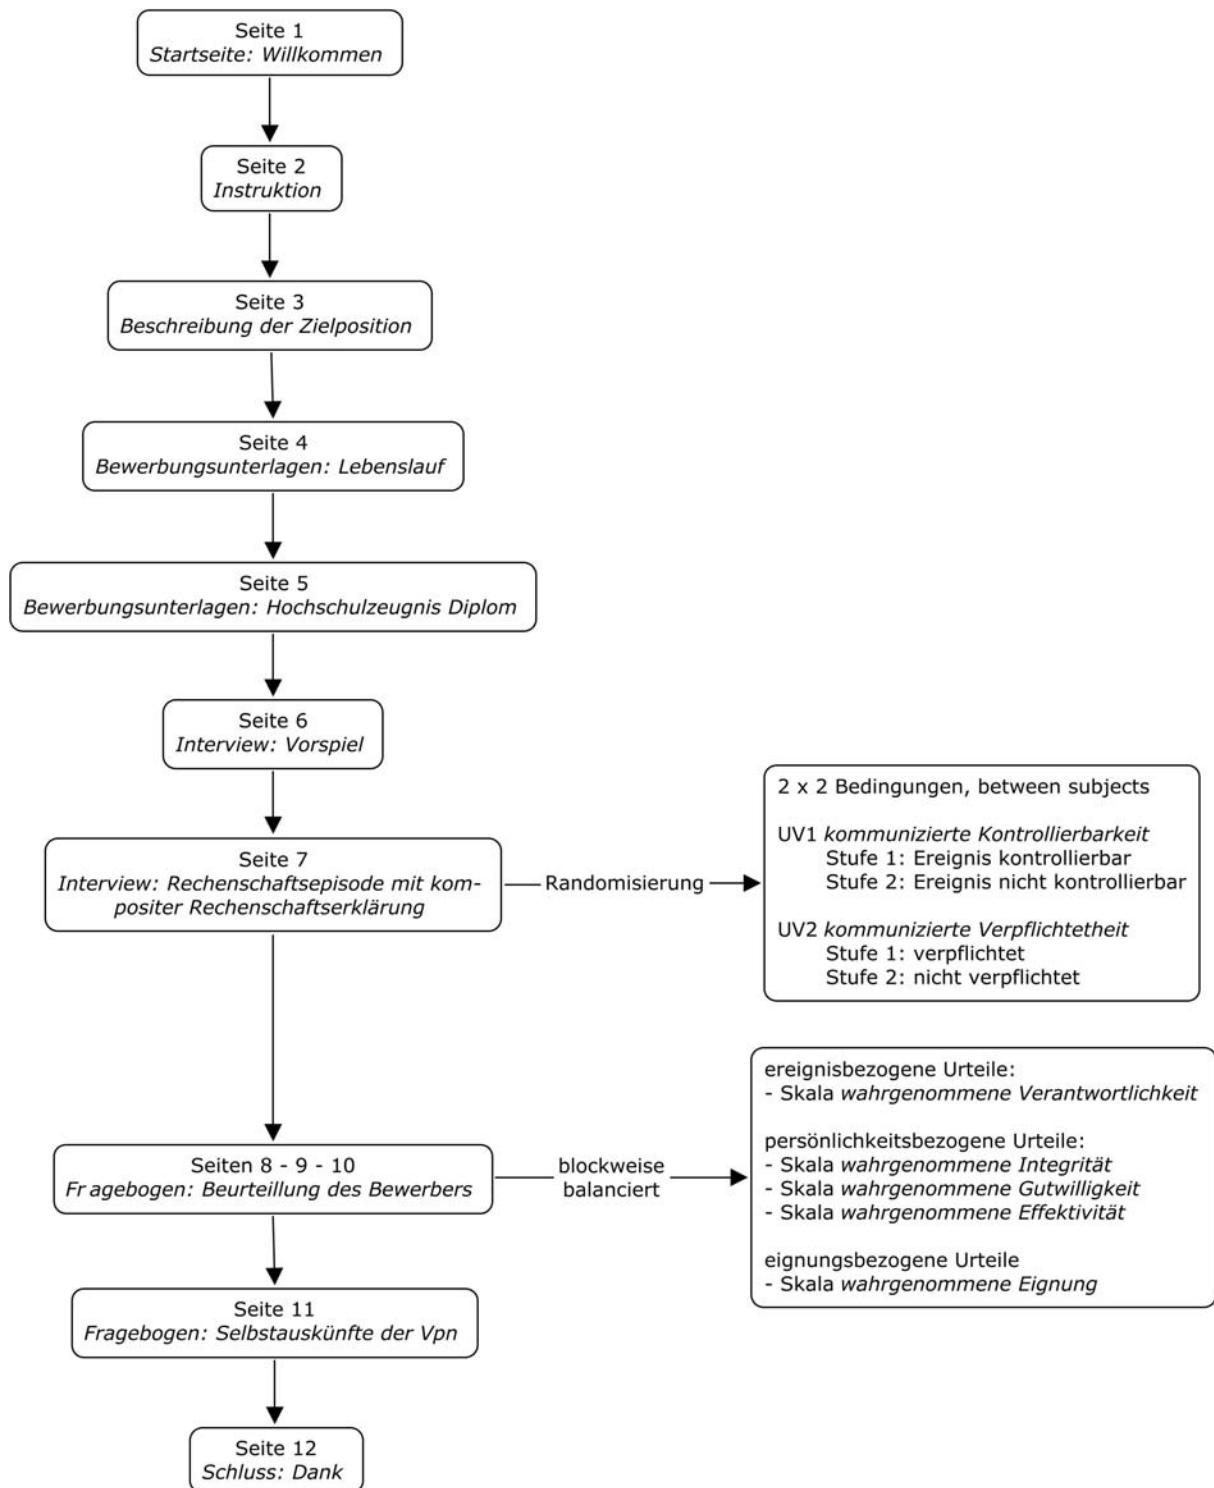 Seite 1
Startseite: Willkommen
Seite 2
Instruktion
Seite 3
Beschreibung der Zielposition
Seite 4
Bewerbungsunterlagen: Lebenslauf
Seite 5
Bewerbungsunterlagen: Hochschulzeugnis Diplom
Seite 6
Interview: Vorspiel
Seite 7
Interview: Rechenschaftsepisode mit kom-
positer Rechenschaftserklärung
Randomisierung
2 x 2 Bedingungen, between subjects
UV1 kommunizierte Kontrollierbarkeit
Stufe 1: Ereignis kontrollierbar
Stufe 2: Ereignis nicht kontrollierbar
UV2 kommunizierte Verpflichtetheit
Stufe 1: verpflichtet
Stufe 2: nicht verpflichtet
Seiten 8 - 9 - 10
Fragebogen: Beurteillung des Bewerbers
blockweise
balanciert
ereignisbezogene Urteile:
- Skala wahrgenommene Verantwortlichkeit
persönlichkeitsbezogene Urteile:
- Skala wahrgenommene Integrität
- Skala wahrgenommene Gutwilligkeit
- Skala wahrgenommene Effektivität
eignungsbezogene Urteile
- Skala wahrgenommene Eignung
Seite 11
Fragebogen: Selbstauskünfte der Vpn
Seite 12
Schluss: Dank